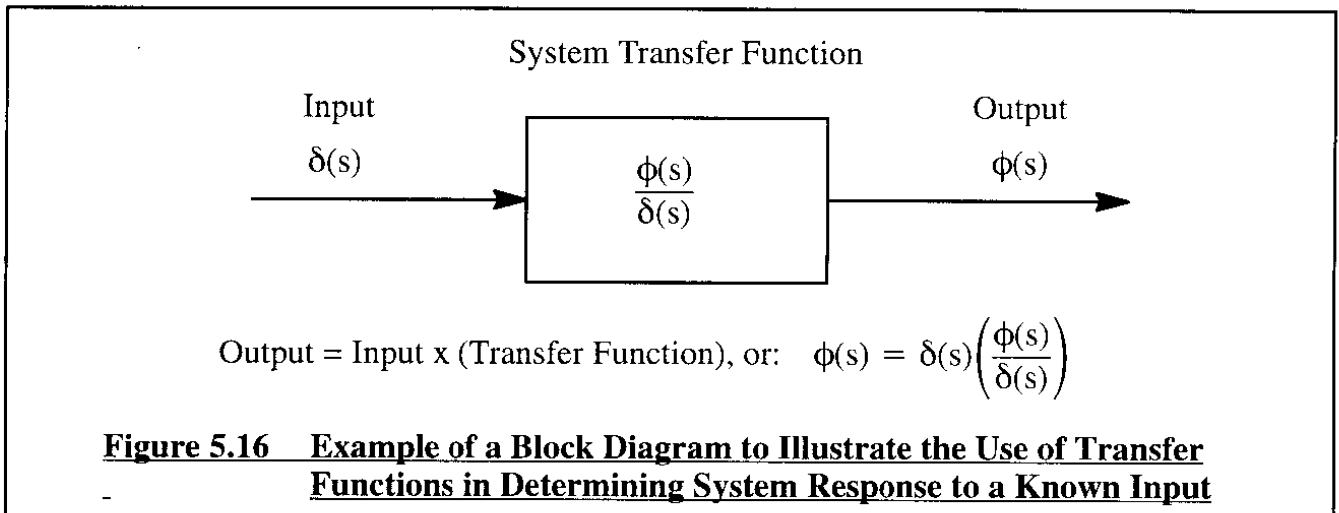 System Transfer Function
Input
Output
δ(s)
ϕ(s)
ϕ(s)
δ(s)
Output = Input x (Transfer Function), or: ϕ(s) = δ(s)(ϕ(s)/δ(s))
Figure 5.16 Example of a Block Diagram to Illustrate the Use of Transfer
Functions in Determining System Response to a Known Input